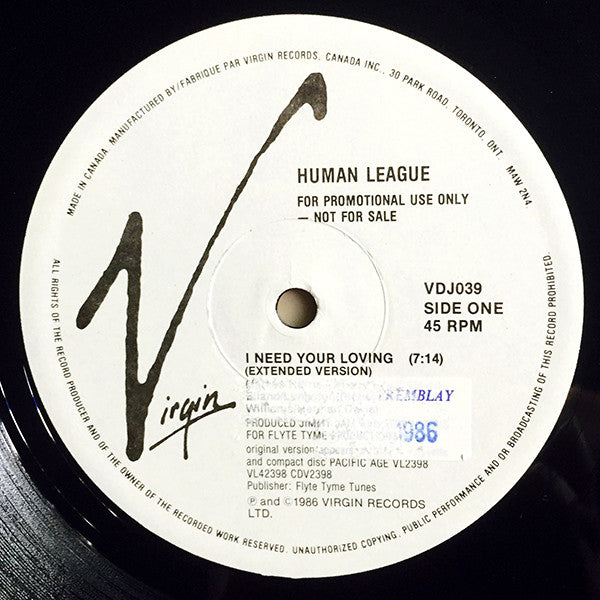 MADE IN CANADA. MANUFACTURED BY/FABRIQUE PAR VIRGIN RECORDS, CANADA INC., 30 PARK ROAD, TORONTO, ONT. M4W 2N4.
HUMAN LEAGUE
FOR PROMOTIONAL USE ONLY
— NOT FOR SALE
VDJ039
SIDE ONE
45 RPM
I NEED YOUR LOVING (7:14)
(EXTENDED VERSION)
TREMBLAY
Virgin
PRODUCED JIMMY
1986
FOR FLYTE TYME PRODUCTIONS
original version
and compact disc PACIFIC AGE VL2398
VL42398 CDV2398
Publisher: Flyte Tyme Tunes
℗ and ©1986 VIRGIN RECORDS
LTD.
ALL RIGHTS OF THE RECORD PRODUCER AND OF THE OWNER OF THE RECORDED WORK RESERVED. UNAUTHORIZED COPYING, PUBLIC PERFORMANCE AND/OR BROADCASTING OF THIS RECORD PROHIBITED.